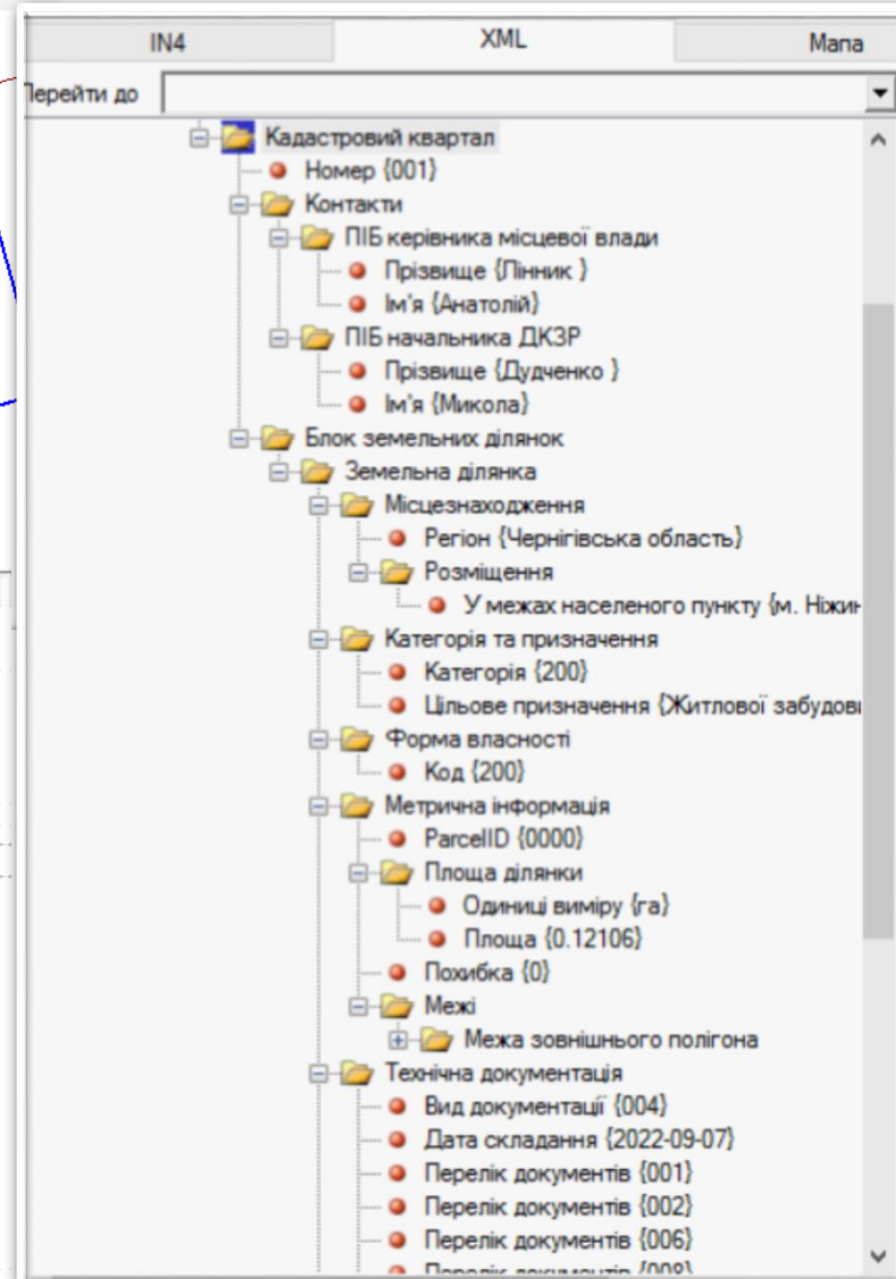 IN4 XML Мапа
Перейти до
Кадастровий квартал
Номер {001}
Контакти
ПІБ керівника місцевої влади
Прізвище {Лінник }
Ім'я {Анатолій}
ПІБ начальника ДКЗР
Прізвище {Дудченко }
Ім'я {Микола}
Блок земельних ділянок
Земельна ділянка
Місцезнаходження
Регіон {Чернігівська область}
Розміщення
У межах населеного пункту {м. Ніжин
Категорія та призначення
Категорія {200}
Цільове призначення {Житлової забудови
Форма власності
Код {200}
Метрична інформація
ParcelID {0000}
Площа ділянки
Одиниці виміру {га}
Площа {0.12106}
Похибка {0}
Межі
Межа зовнішнього полігона
Технічна документація
Вид документації {004}
Дата складання {2022-09-07}
Перелік документів {001}
Перелік документів {002}
Перелік документів {006}
Перелік документів {008}